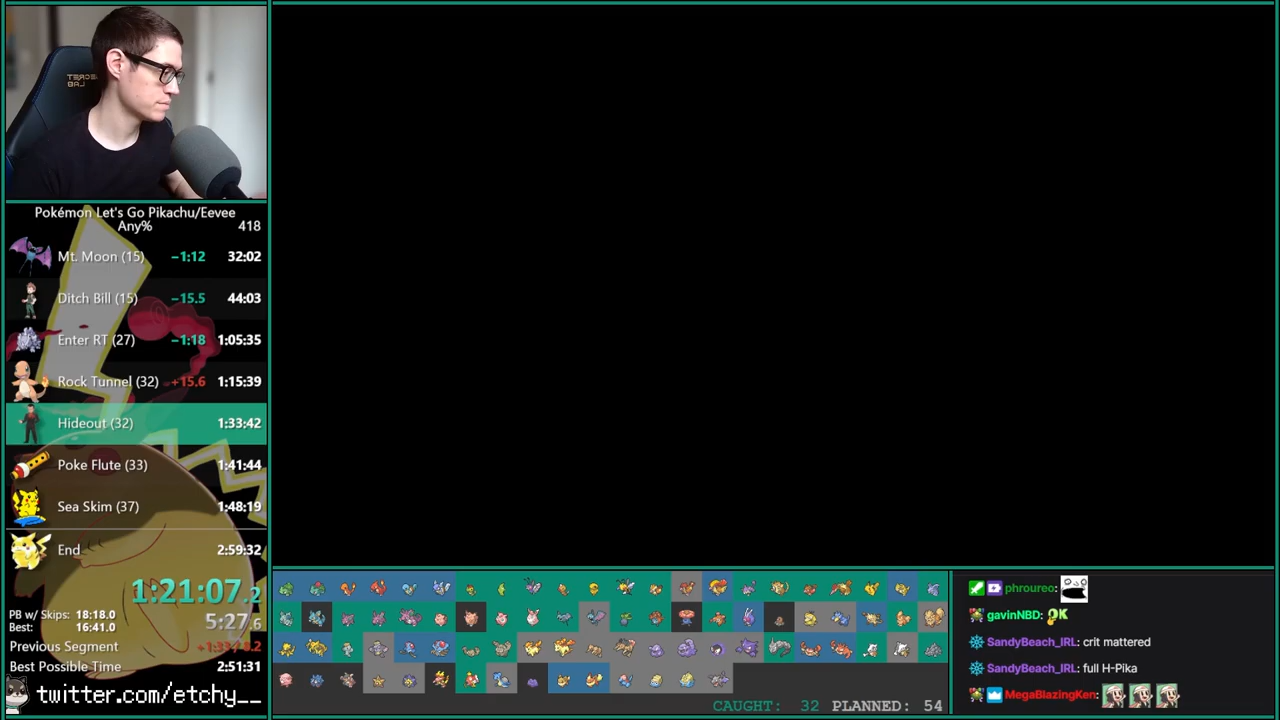 Pokémon Let's Go Pikachu/Eevee
Any% 418
Mt. Moon (15) −1:12 32:02
Ditch Bill (15) −15.5 44:03
Enter RT (27) −1:18 1:05:35
Rock Tunnel (32) +15.6 1:15:39
Hideout (32) 1:33:42
Poke Flute (33) 1:41:44
Sea Skim (37) 1:48:19
End 2:59:32
1:21:07.2
PB w/ Skips: 18:18.0
Best: 16:41.0
5:27.6
Previous Segment
Best Possible Time 2:51:31
twitter.com/etchy__
CAUGHT: 32 PLANNED: 54
phroureo:
gavinNBD: OK
SandyBeach_IRL: crit mattered
SandyBeach_IRL: full H-Pika
MegaBlazingKen: